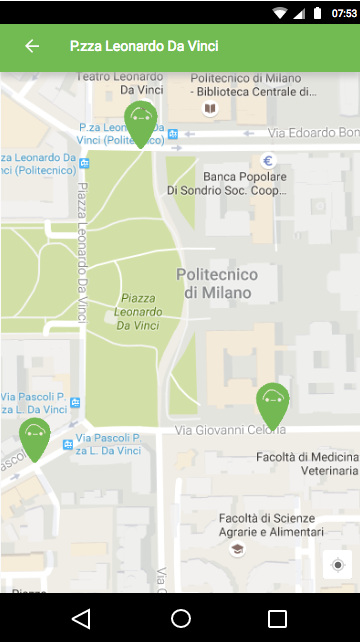 07:53
P.zza Leonardo Da Vinci
Teatro Leonardo
Da Vinci
Politecnico di Milano
- Biblioteca Centrale di...
P.za Leonardo Da
Vinci (Politecnico)
Via Edoardo Bon
za Leonardo Da
inci (Politecnico)
€
Banca Popolare
Di Sondrio Soc. Coop...
Piazza Leonardo Da Vinci
Politecnico
di Milano
Piazza
Leonardo
Da Vinci
Via Pascoli P.
za L. Da Vinci
Via Giovanni Celoria
Via Pascoli P.
za L. Da Vinci
ascoli
Facoltà di Medicina
Veterinaria
Facoltà di Scienze
Agrarie e Alimentari
Via